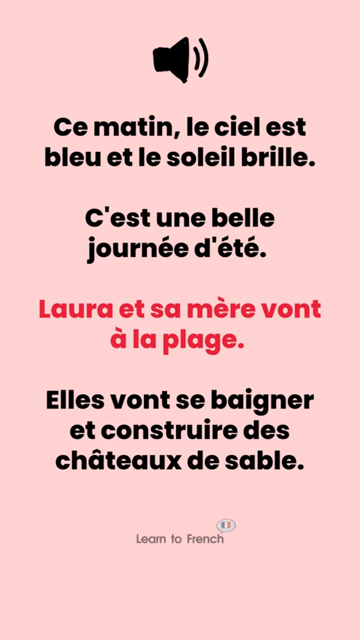 Ce matin, le ciel est
bleu et le soleil brille.
C'est une belle
journée d'été.
Laura et sa mère vont
à la plage.
Elles vont se baigner
et construire des
châteaux de sable.
Learn to French